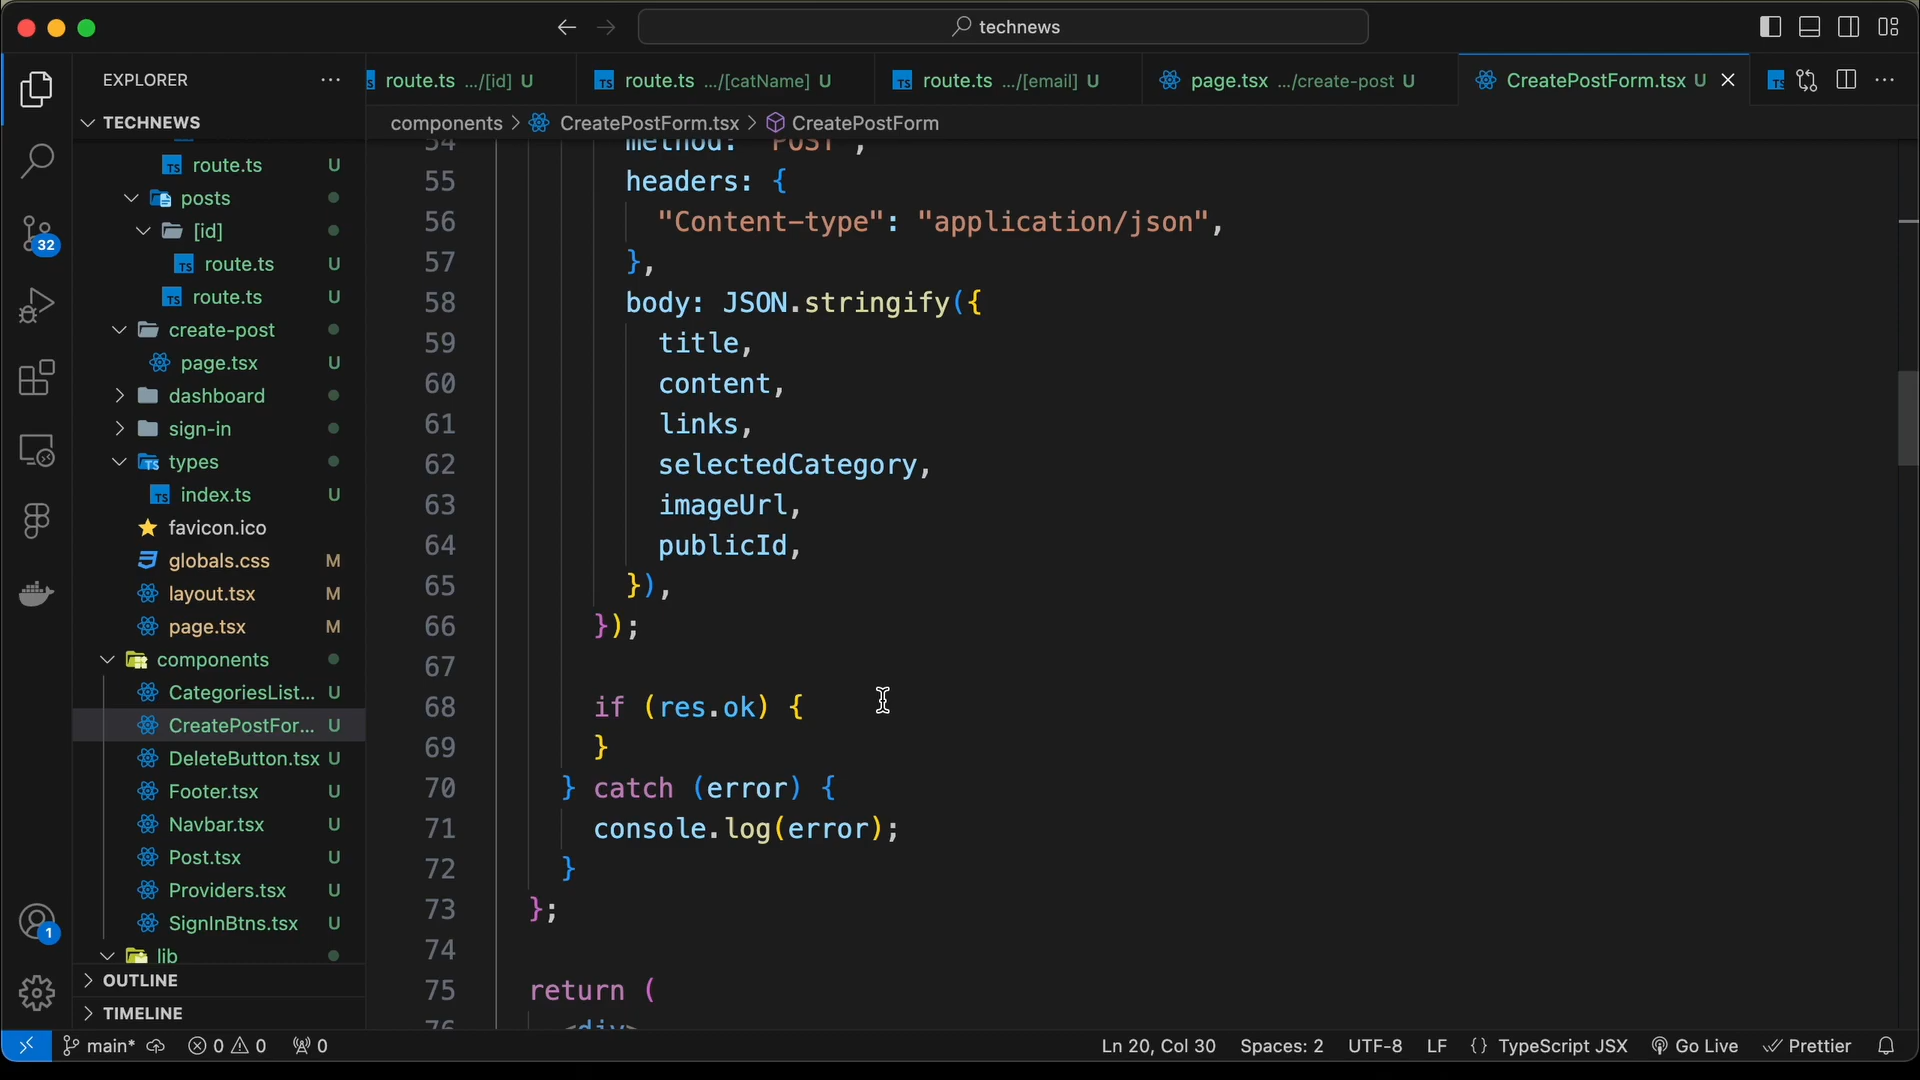 technews
EXPLORER
route.ts .../[id] U
route.ts .../[catName] U
route.ts .../[email] U
page.tsx .../create-post U
CreatePostForm.tsx U
TECHNEWS
components > CreatePostForm.tsx > CreatePostForm
route.ts U
posts
[id]
route.ts U
route.ts U
create-post
page.tsx U
dashboard
sign-in
types
index.ts U
favicon.ico
globals.css M
layout.tsx M
page.tsx M
components
CategoriesList... U
CreatePostFor... U
DeleteButton.tsx U
Footer.tsx U
Navbar.tsx U
Post.tsx U
Providers.tsx U
SignInBtns.tsx U
lib
OUTLINE
TIMELINE
32
1
54 method: "POST",
55 headers: {
56 "Content-type": "application/json",
57 },
58 body: JSON.stringify({
59 title,
60 content,
61 links,
62 selectedCategory,
63 imageUrl,
64 publicId,
65 }),
66 });
67
68 if (res.ok) {
69 }
70 } catch (error) {
71 console.log(error);
72 }
73 };
74
75 return (
76 <div>
main* 0 0 0 Ln 20, Col 30 Spaces: 2 UTF-8 LF {} TypeScript JSX Go Live Prettier